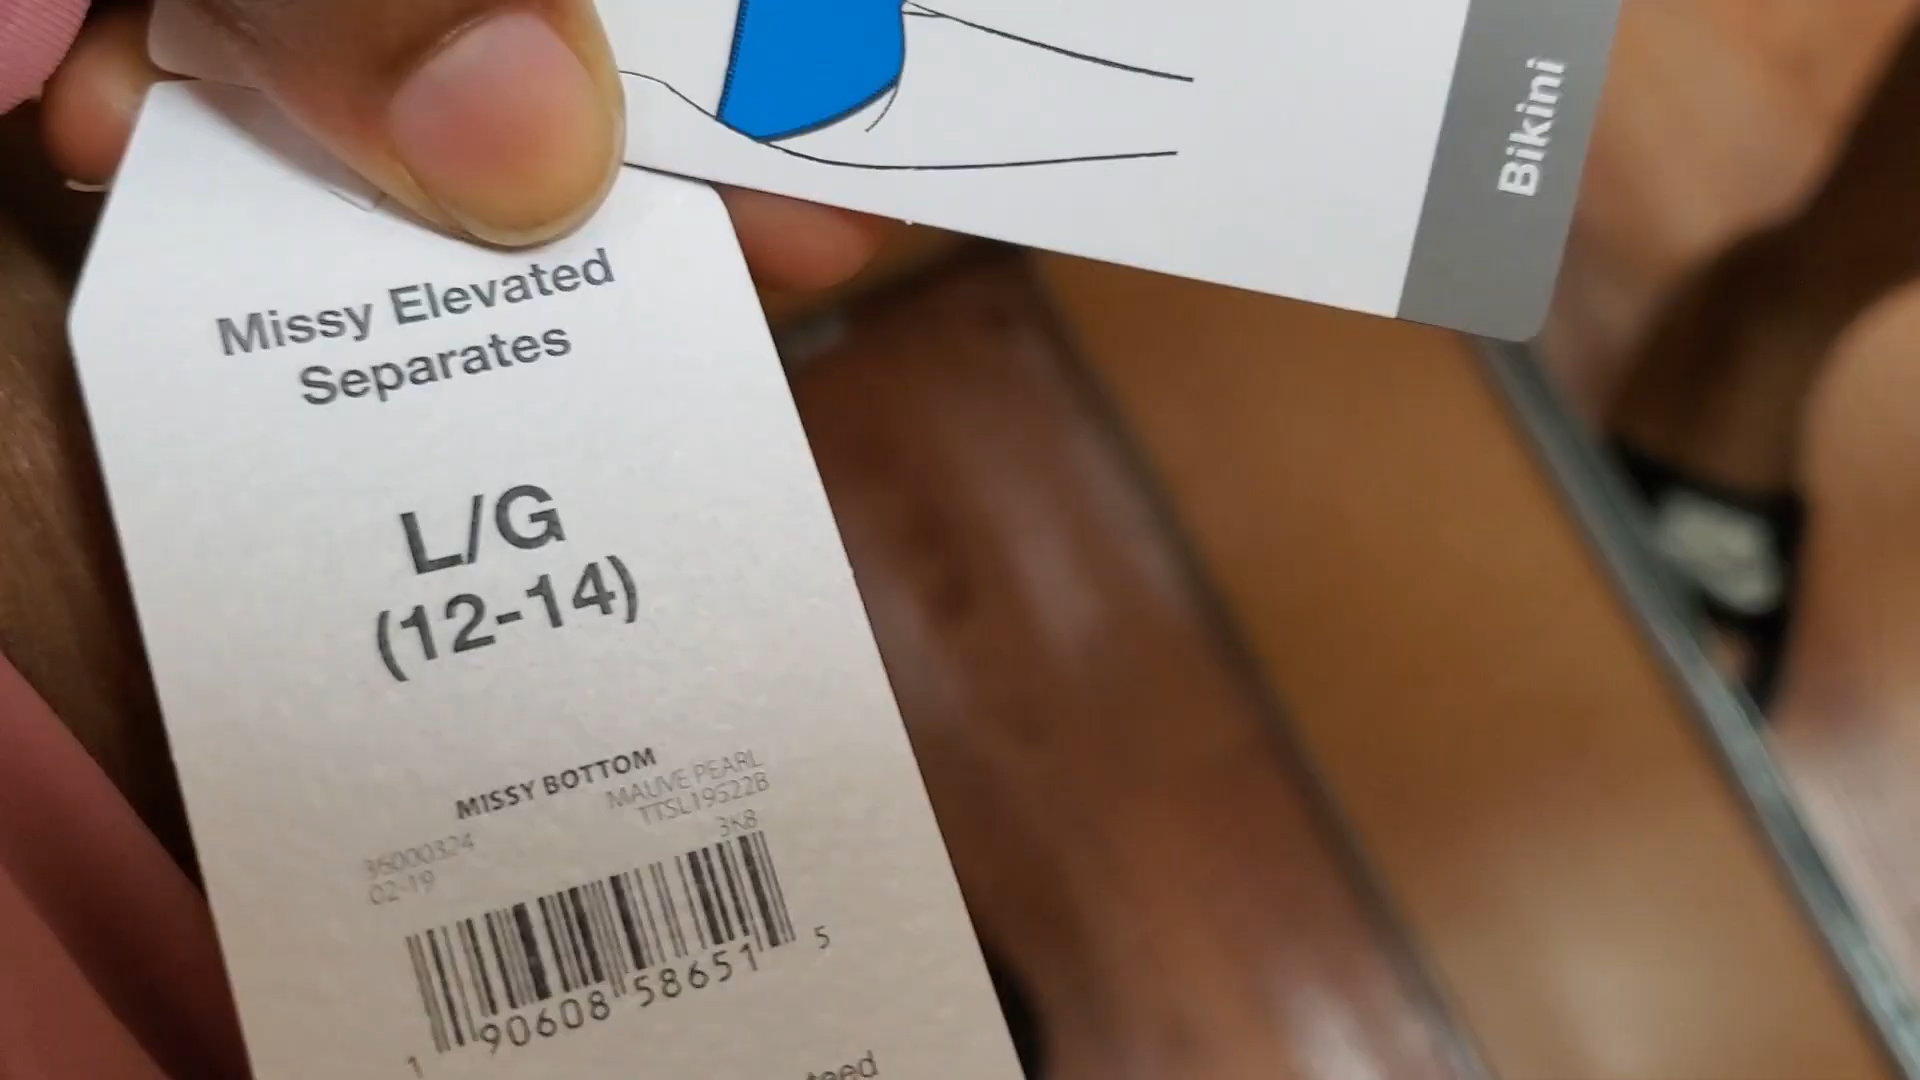 Bikini
Missy Elevated
Separates
L/G
(12-14)
MISSY BOTTOM
MAUVE PEARL
TTSL19522B
3K8
36000324
02-19
1 90608 58651 5